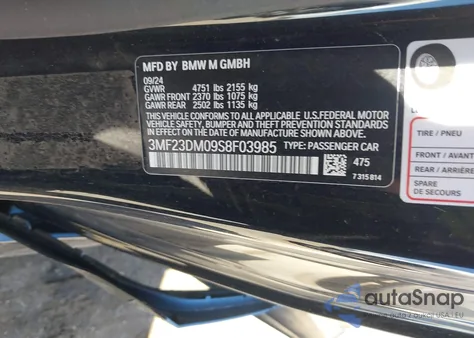 MFD BY BMW M GMBH
09/24
GVWR 4751 lbs 2155 kg
GAWR FRONT 2370 lbs 1075 kg
GAWR REAR 2502 lbs 1135 kg
THIS VEHICLE CONFORMS TO ALL APPLICABLE U.S.FEDERAL MOTOR
VEHICLE SAFETY, BUMPER AND THEFT PREVENTION STANDARDS
IN EFFECT ON THE DATE OF MANUFACTURE SHOWN ABOVE.
3MF23DM09S8F03985 TYPE: PASSENGER CAR
475
7 315 814
TIRE / PNEU
FRONT / AVANT
REAR / ARRIÈRE
SPARE
DE SECOURS
autaSnap